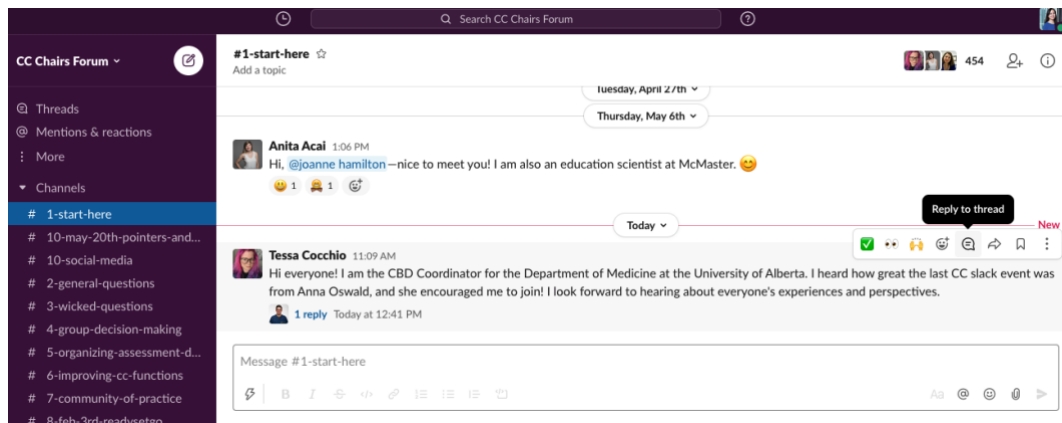 Search CC Chairs Forum
CC Chairs Forum
Threads
Mentions & reactions
More
Channels
# 1-start-here
# 10-may-20th-pointers-and...
# 10-social-media
# 2-general-questions
# 3-wicked-questions
# 4-group-decision-making
# 5-organizing-assessment-d...
# 6-improving-cc-functions
# 7-community-of-practice
# 8-feb-3rd-readysetgo
#1-start-here
Add a topic
454
Tuesday, April 27th
Thursday, May 6th
Anita Acai 1:06 PM
Hi, @joanne hamilton—nice to meet you! I am also an education scientist at McMaster.
1 1
Reply to thread
Today
New
Tessa Cocchio 11:09 AM
Hi everyone! I am the CBD Coordinator for the Department of Medicine at the University of Alberta. I heard how great the last CC slack event was
from Anna Oswald, and she encouraged me to join! I look forward to hearing about everyone's experiences and perspectives.
1 reply Today at 12:41 PM
Message #1-start-here
B I S </>
Aa @